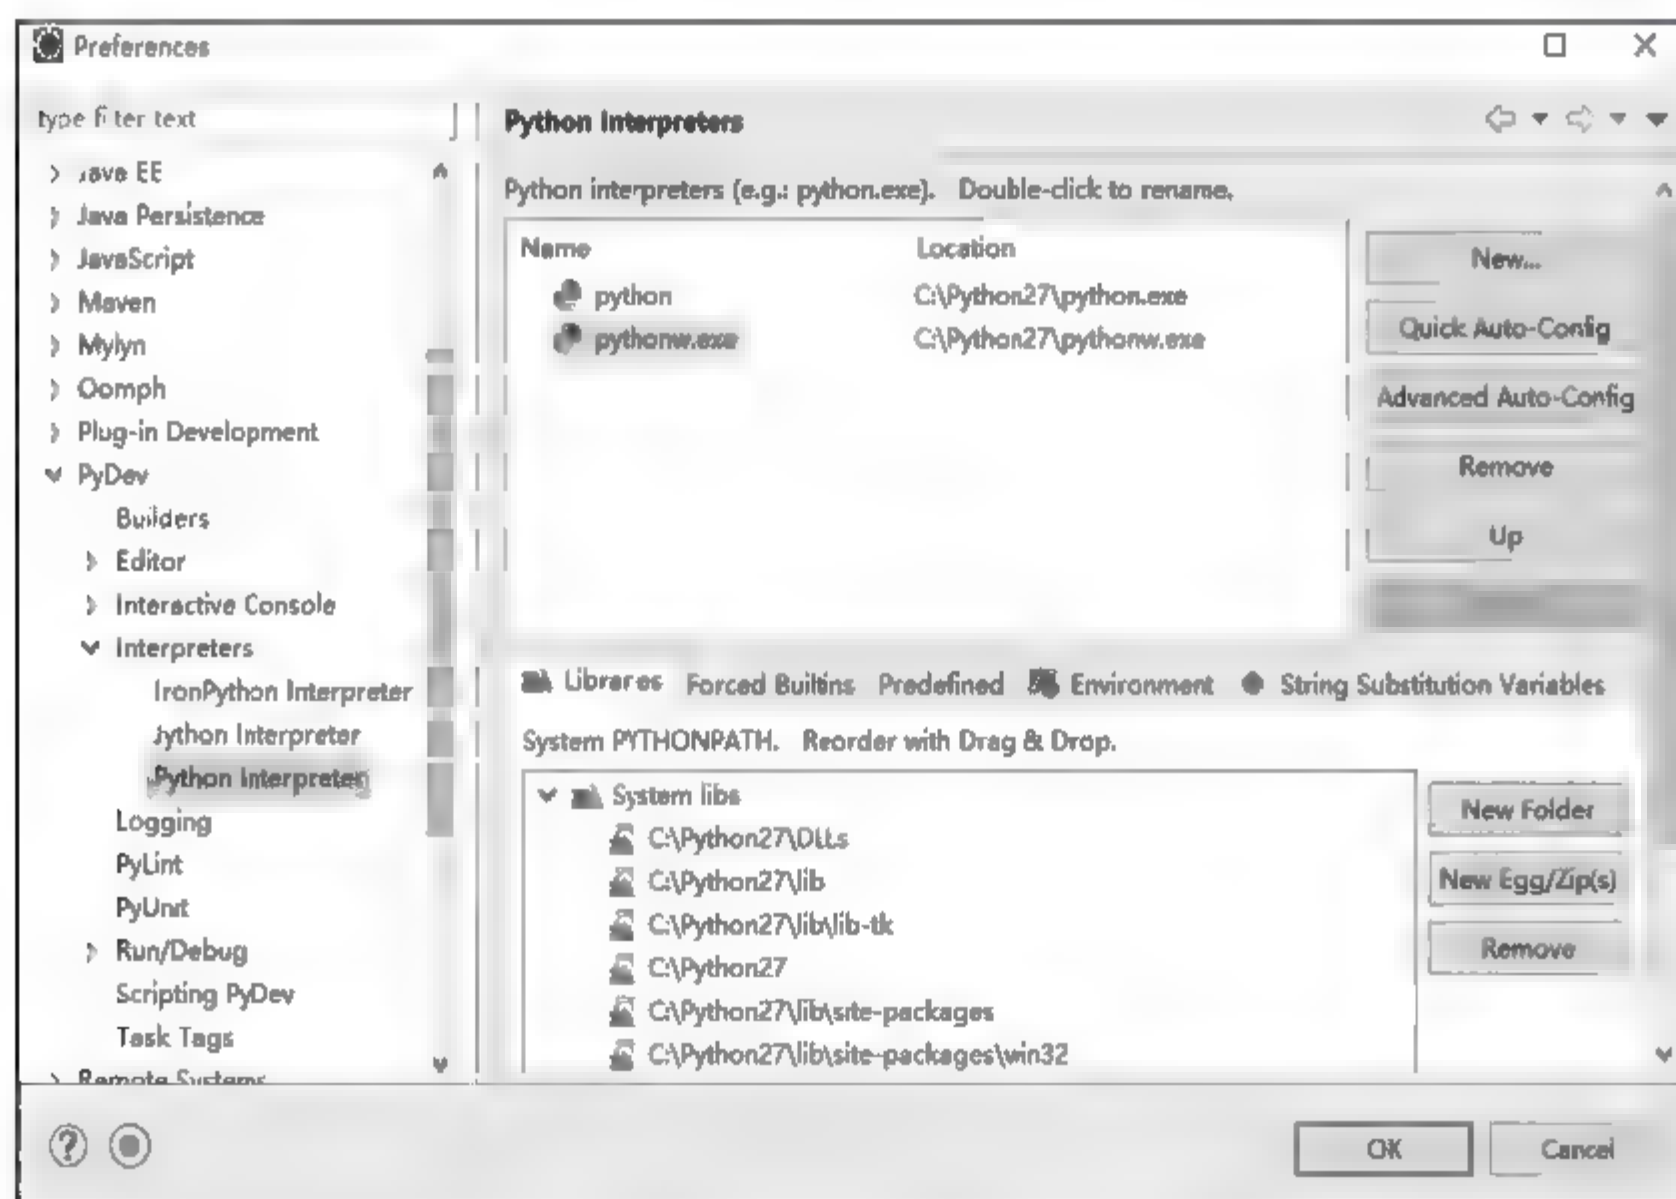 Preferences
type filter text
Java EE
Java Persistence
JavaScript
Maven
Mylyn
Oomph
Plug-in Development
PyDev
Builders
Editor
Interactive Console
Interpreters
IronPython Interpreter
Jython Interpreter
Python Interpreter
Logging
PyLint
PyUnit
Run/Debug
Scripting PyDev
Task Tags
Remote Systems
Python Interpreters
Python interpreters (e.g.: python.exe). Double-click to rename.
Name Location
python C:\Python27\python.exe
pythonw.exe C:\Python27\pythonw.exe
New...
Quick Auto-Config
Advanced Auto-Config
Remove
Up
Libraries Forced Builtins Predefined Environment String Substitution Variables
System PYTHONPATH. Reorder with Drag & Drop.
System libs
C:\Python27\DLLs
C:\Python27\lib
C:\Python27\lib\lib-tk
C:\Python27
C:\Python27\lib\site-packages
C:\Python27\lib\site-packages\win32
New Folder
New Egg/Zip(s)
Remove
OK Cancel